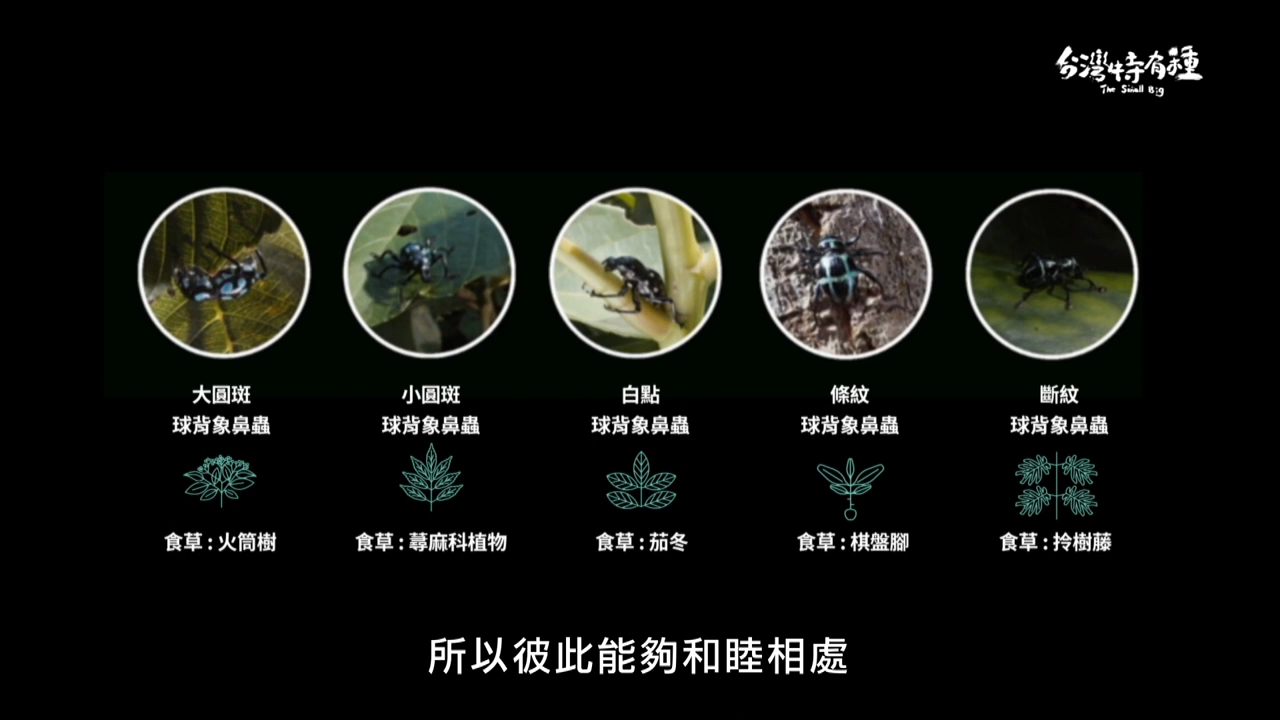 台灣特有種
The Small Big
大圓斑
球背象鼻蟲
食草 : 火筒樹
小圓斑
球背象鼻蟲
食草 : 蕁麻科植物
白點
球背象鼻蟲
食草 : 茄冬
條紋
球背象鼻蟲
食草 : 棋盤腳
斷紋
球背象鼻蟲
食草 : 拎樹藤
所以彼此能夠和睦相處